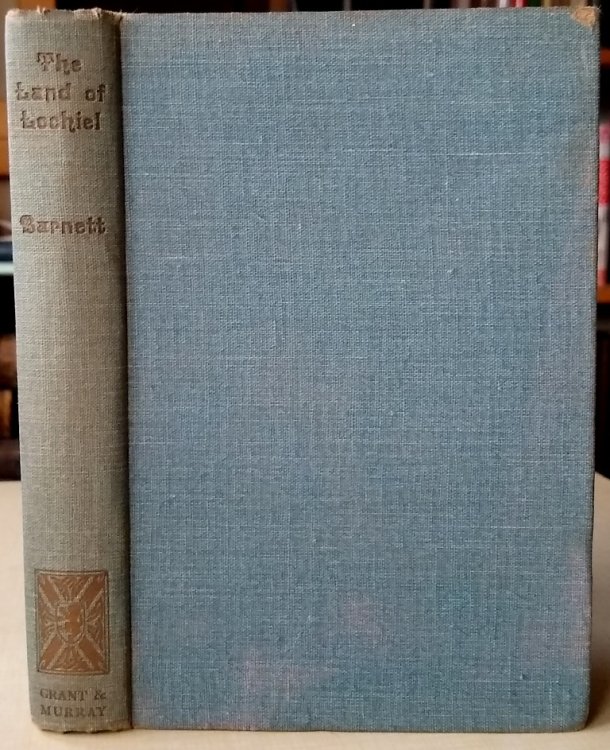 The
Land of
Lochiel
Barnett
GRANT &
MURRAY